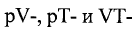 pV-, pT- и VT-